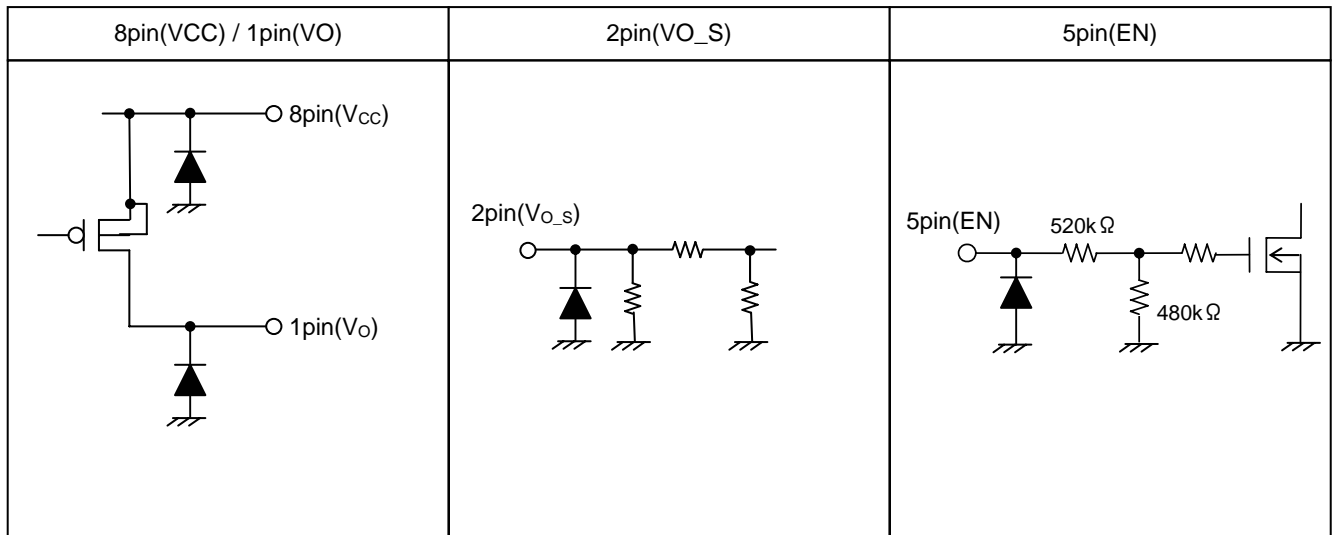 8pin(VCC) / 1pin(VO)
2pin(VO_S)
5pin(EN)
8pin(VCC)
1pin(VO)
2pin(VO_S)
5pin(EN)
520kΩ
480kΩ